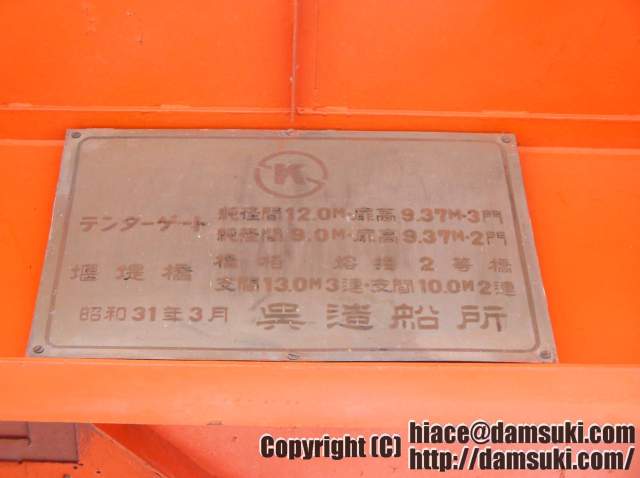 K
テンターゲート 純径間12.0M·扉高9.37M-3門
純径間9.0M·扉高9.37M-2門
堰堤橋 橋格 熔接2等橋
支間13.0M3連·支間10.0M2連
昭和31年3月 呉造船所
Copyright (C) hiace@damsuki.com
http://damsuki.com/